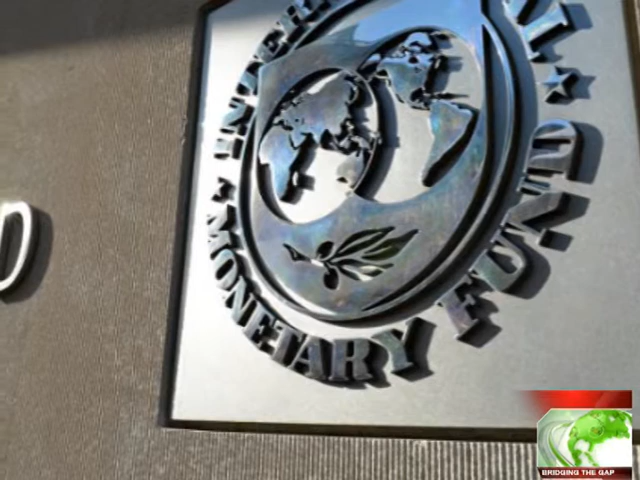 INTERNATIONAL
MONETARY FUND
D
BRIDGING THE GAP